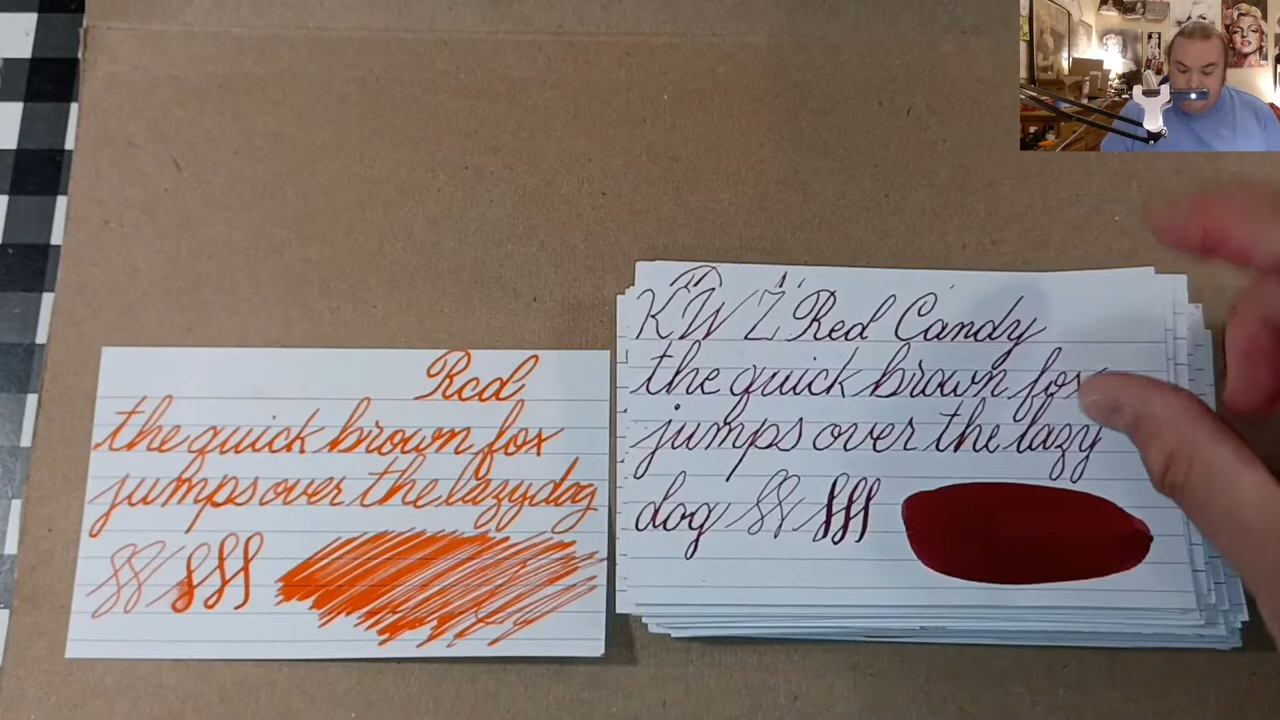 Red
the quick brown fox
jumps over the lazy dog
KWZ Red Candy
the quick brown fox
jumps over the lazy
dog